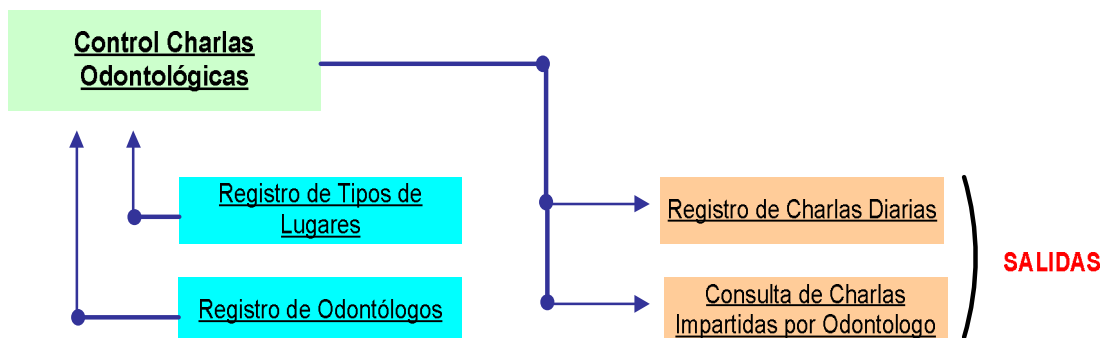 Control Charlas
Odontológicas
Registro de Tipos de
Lugares
Registro de Odontólogos
Registro de Charlas Diarias
Consulta de Charlas
Impartidas por Odontologo
SALIDAS